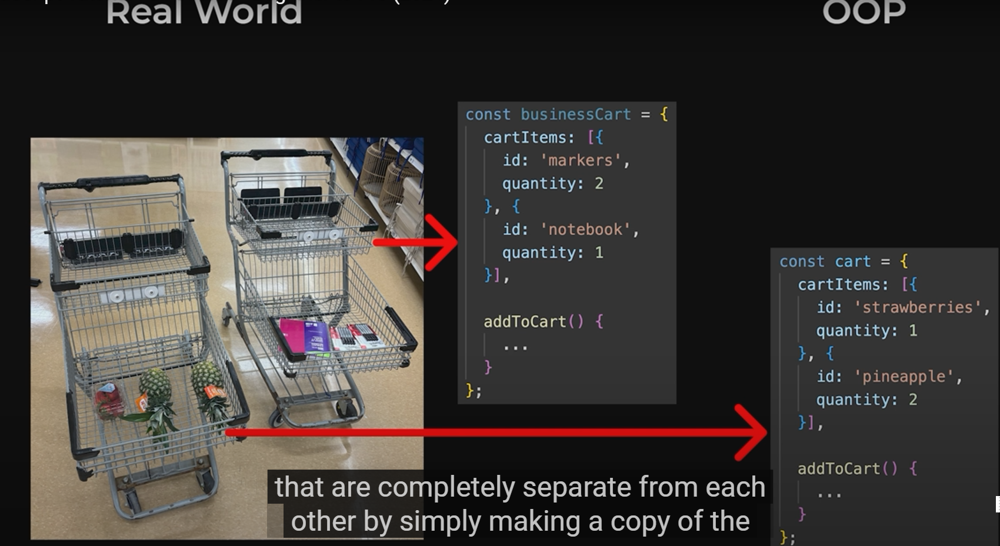 Real World
OOP
const businessCart = {
cartItems: [{
id: 'markers',
quantity: 2
}, {
id: 'notebook',
quantity: 1
}],
addToCart() {
...
}
};
const cart = {
cartItems: [{
id: 'strawberries',
quantity: 1
}, {
id: 'pineapple',
quantity: 2
}],
addToCart() {
...
}
};
that are completely separate from each
other by simply making a copy of the